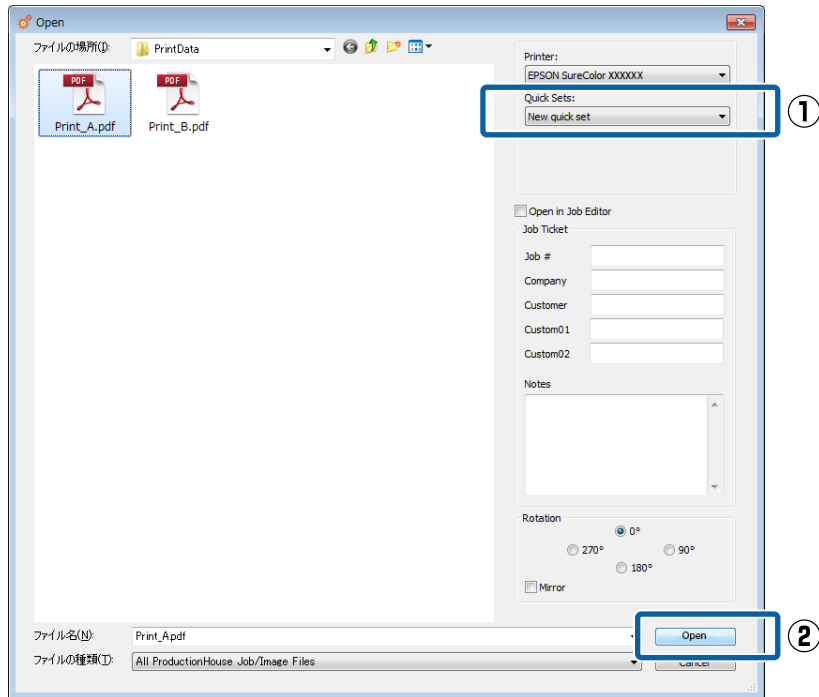 Open
ファイルの場所(I):
PrintData
PDF
Print_A.pdf
PDF
Print_B.pdf
Printer:
EPSON SureColor XXXXXX
Quick Sets:
New quick set
①
Open in Job Editor
Job Ticket
Job #
Company
Customer
Custom01
Custom02
Notes
Rotation
0°
270°
90°
180°
Mirror
ファイル名(N):
Print_A.pdf
Open
②
ファイルの種類(T):
All ProductionHouse Job/Image Files
Cancel